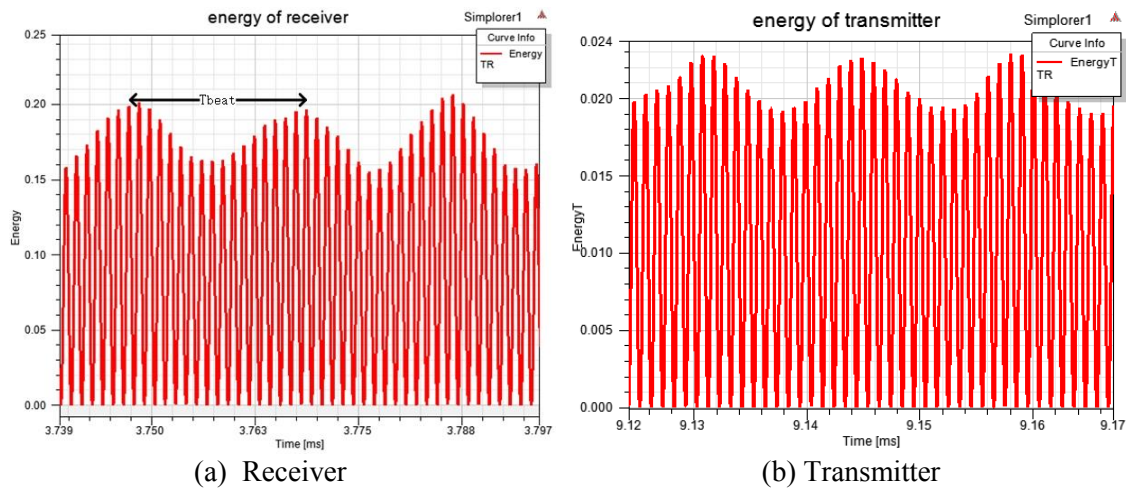 energy of receiver
Simplorer1
Curve Info
Energy
TR
0.25
0.20
0.15
0.10
0.05
0.00
Energy
Tbeat
3.739
3.750
3.763
3.775
3.788
3.797
Time [ms]
(a) Receiver
energy of transmitter
Simplorer1
Curve Info
EnergyT
TR
0.024
0.020
0.015
0.010
0.005
0.000
EnergyT
9.12
9.13
9.14
9.15
9.16
9.17
Time [ms]
(b) Transmitter